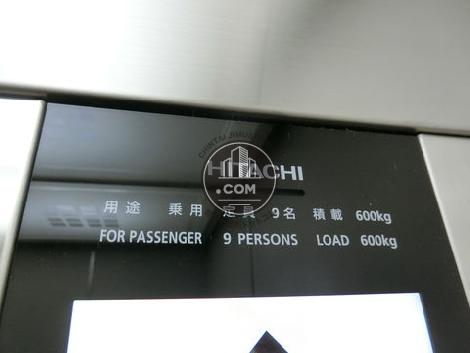 HITACHI
用途 乗用 定員 9名 積載 600kg
FOR PASSENGER 9 PERSONS LOAD 600kg
.COM